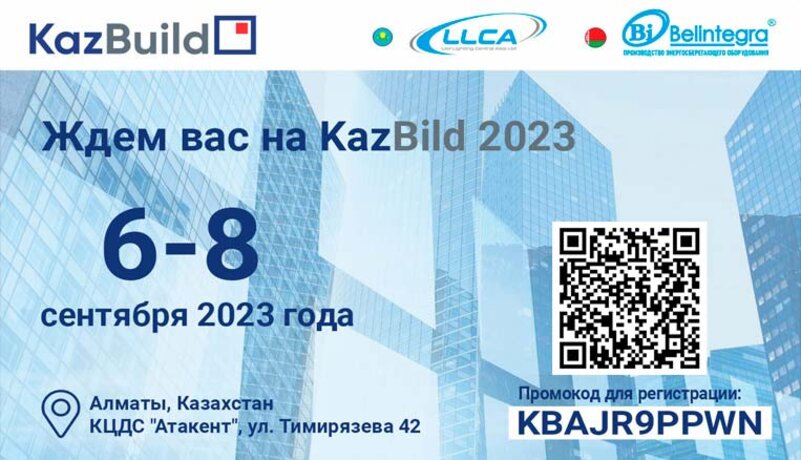 KazBuild
LLCA
Bi Belintegra®
ПРОИЗВОДСТВО ЭНЕРГОСБЕРЕГАЮЩЕГО ОБОРУДОВАНИЯ
Ждем вас на KazBild 2023
6-8
сентября 2023 года
Алматы, Казахстан
КЦДС "Атакент", ул. Тимирязева 42
Промокод для регистрации:
KBAJR9PPWN